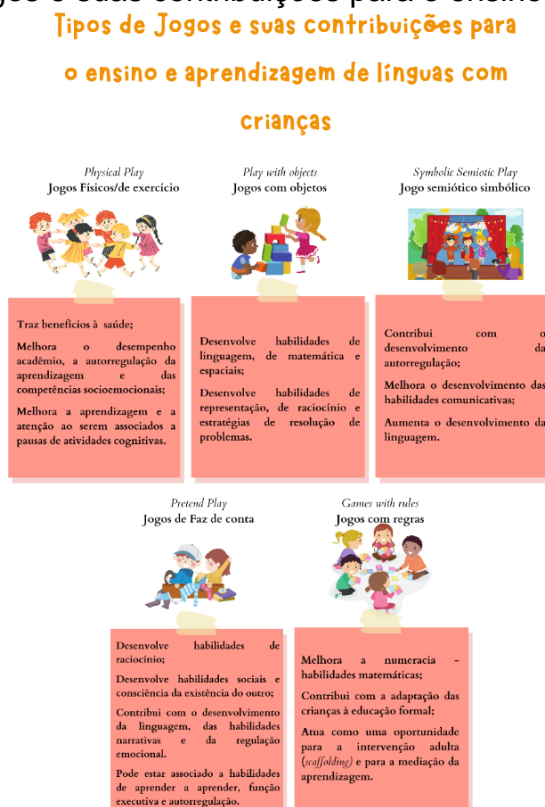 gos e suas contribuições para o ensino
Tipos de Jogos e suas contribuições para
o ensino e aprendizagem de línguas com
crianças
Physical Play
Jogos Físicos/de exercício
Play with objects
Jogos com objetos
Symbolic Semiotic Play
Jogo semiótico simbólico
Traz benefícios à saúde;
Melhora o desempenho
acadêmio, a autorregulação da
aprendizagem e das
competências socioemocionais;
Melhora a aprendizagem e a
atenção ao serem associados a
pausas de atividades cognitivas.
Desenvolve habilidades de
linguagem, de matemática e
espaciais;
Desenvolve habilidades de
representação, de raciocínio e
estratégias de resolução de
problemas.
Contribui com o
desenvolvimento da
autorregulação;
Melhora o desenvolvimento das
habilidades comunicativas;
Aumenta o desenvolvimento da
linguagem.
Pretend Play
Jogos de Faz de conta
Games with rules
Jogos com regras
Desenvolve habilidades de
raciocínio;
Desenvolve habilidades sociais e
consciência da existência do outro;
Contribui com o desenvolvimento
da linguagem, das habilidades
narrativas e da regulação
emocional.
Pode estar associado a habilidades
de aprender a aprender, função
executiva e autorregulação.
Melhora a numeracia -
habilidades matemáticas;
Contribui com a adaptação das
crianças à educação formal;
Atua como uma oportunidade
para a intervenção adulta
(scaffolding) e para a mediação da
aprendizagem.